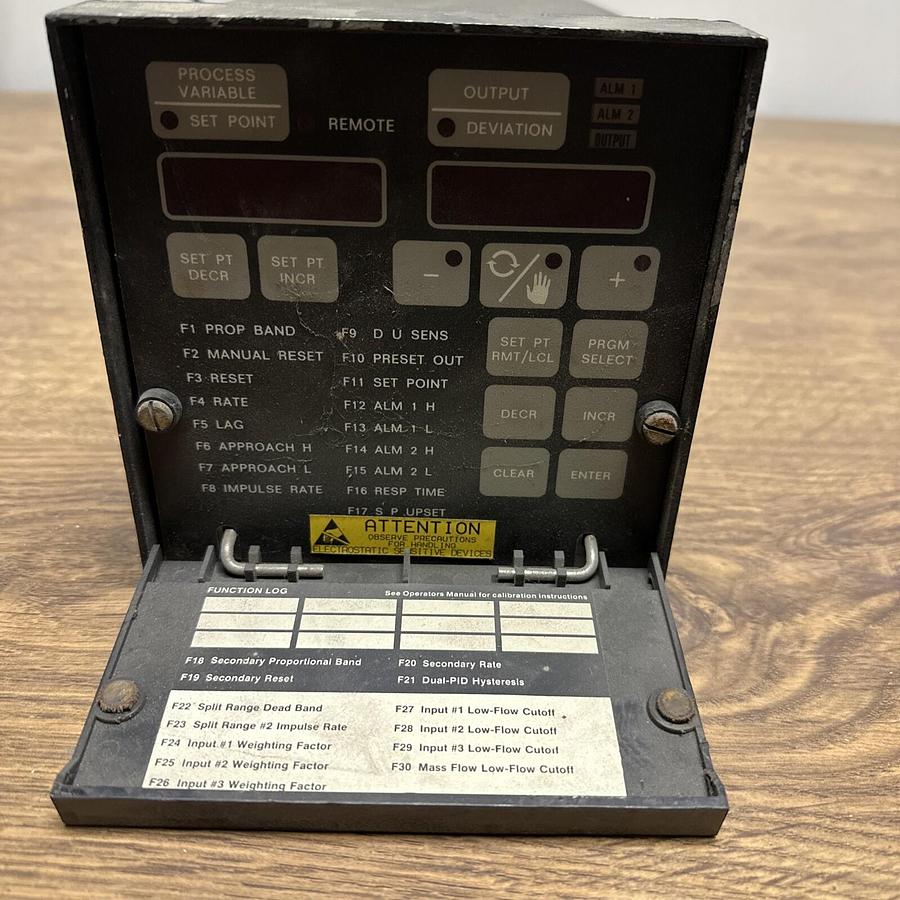 PROCESS
VARIABLE
SET POINT
REMOTE
OUTPUT
DEVIATION
ALM 1
ALM 2
OUTPUT
SET PT
DECR
SET PT
INCR
−
+
F1 PROP BAND
F2 MANUAL RESET
F3 RESET
F4 RATE
F5 LAG
F6 APPROACH H
F7 APPROACH L
F8 IMPULSE RATE
F9 D U SENS
F10 PRESET OUT
F11 SET POINT
F12 ALM 1 H
F13 ALM 1 L
F14 ALM 2 H
F15 ALM 2 L
F16 RESP TIME
F17 S P UPSET
SET PT
RMT/LCL
PRGM
SELECT
DECR
INCR
CLEAR
ENTER
ATTENTION
OBSERVE PRECAUTIONS
FOR HANDLING
ELECTROSTATIC SENSITIVE DEVICES
FUNCTION LOG
See Operators Manual for calibration instructions
F18 Secondary Proportional Band
F19 Secondary Reset
F20 Secondary Rate
F21 Dual-PID Hysteresis
F22 Split Range Dead Band
F23 Split Range #2 Impulse Rate
F24 Input #1 Weighting Factor
F25 Input #2 Weighting Factor
F26 Input #3 Weighting Factor
F27 Input #1 Low-Flow Cutoff
F28 Input #2 Low-Flow Cutoff
F29 Input #3 Low-Flow Cutoff
F30 Mass Flow Low-Flow Cutoff